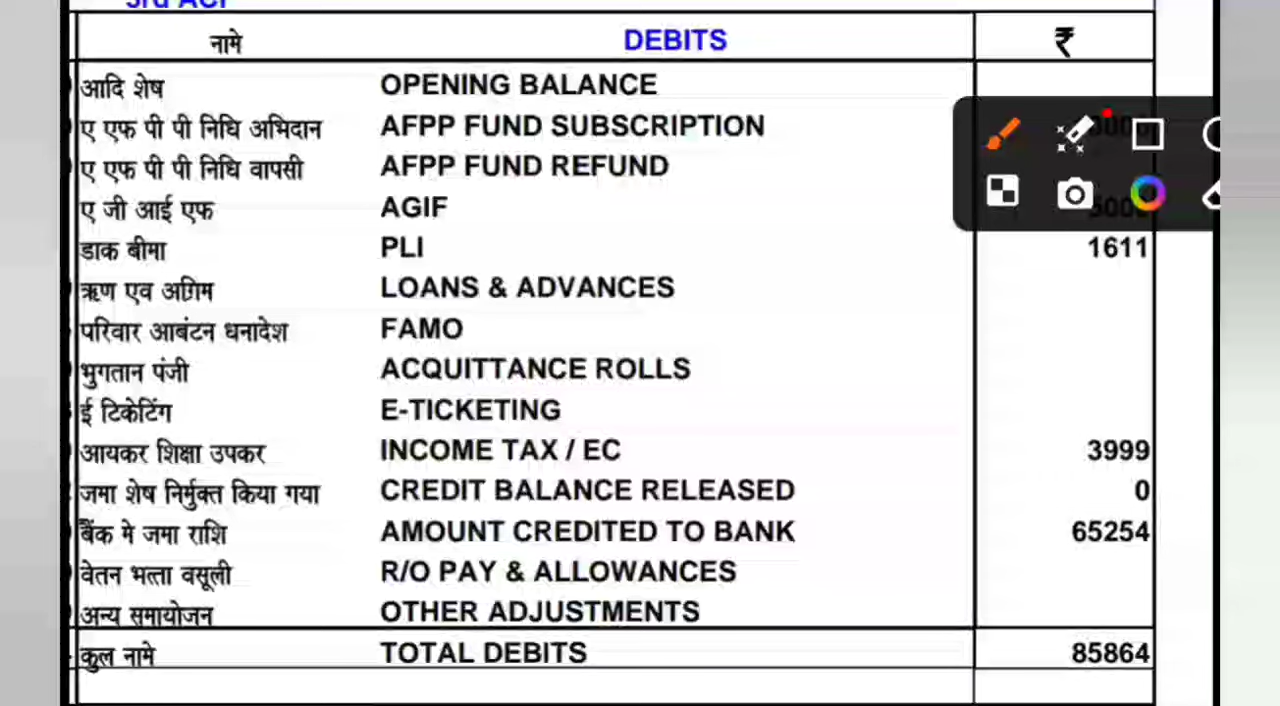 3rd ACP
नामे DEBITS ₹
आदि शेष OPENING BALANCE
ए एफ पी पी निधि अभिदान AFPP FUND SUBSCRIPTION
ए एफ पी पी निधि वापसी AFPP FUND REFUND
ए जी आई एफ AGIF
डाक बीमा PLI 1611
ऋण एव अग्रिम LOANS & ADVANCES
परिवार आबंटन धनादेश FAMO
भुगतान पंजी ACQUITTANCE ROLLS
ई टिकेटिंग E-TICKETING
आयकर शिक्षा उपकर INCOME TAX / EC 3999
जमा शेष निर्मुक्त किया गया CREDIT BALANCE RELEASED 0
बैंक मे जमा राशि AMOUNT CREDITED TO BANK 65254
वेतन भत्ता वसूली R/O PAY & ALLOWANCES
अन्य समायोजन OTHER ADJUSTMENTS
कुल नामे TOTAL DEBITS 85864